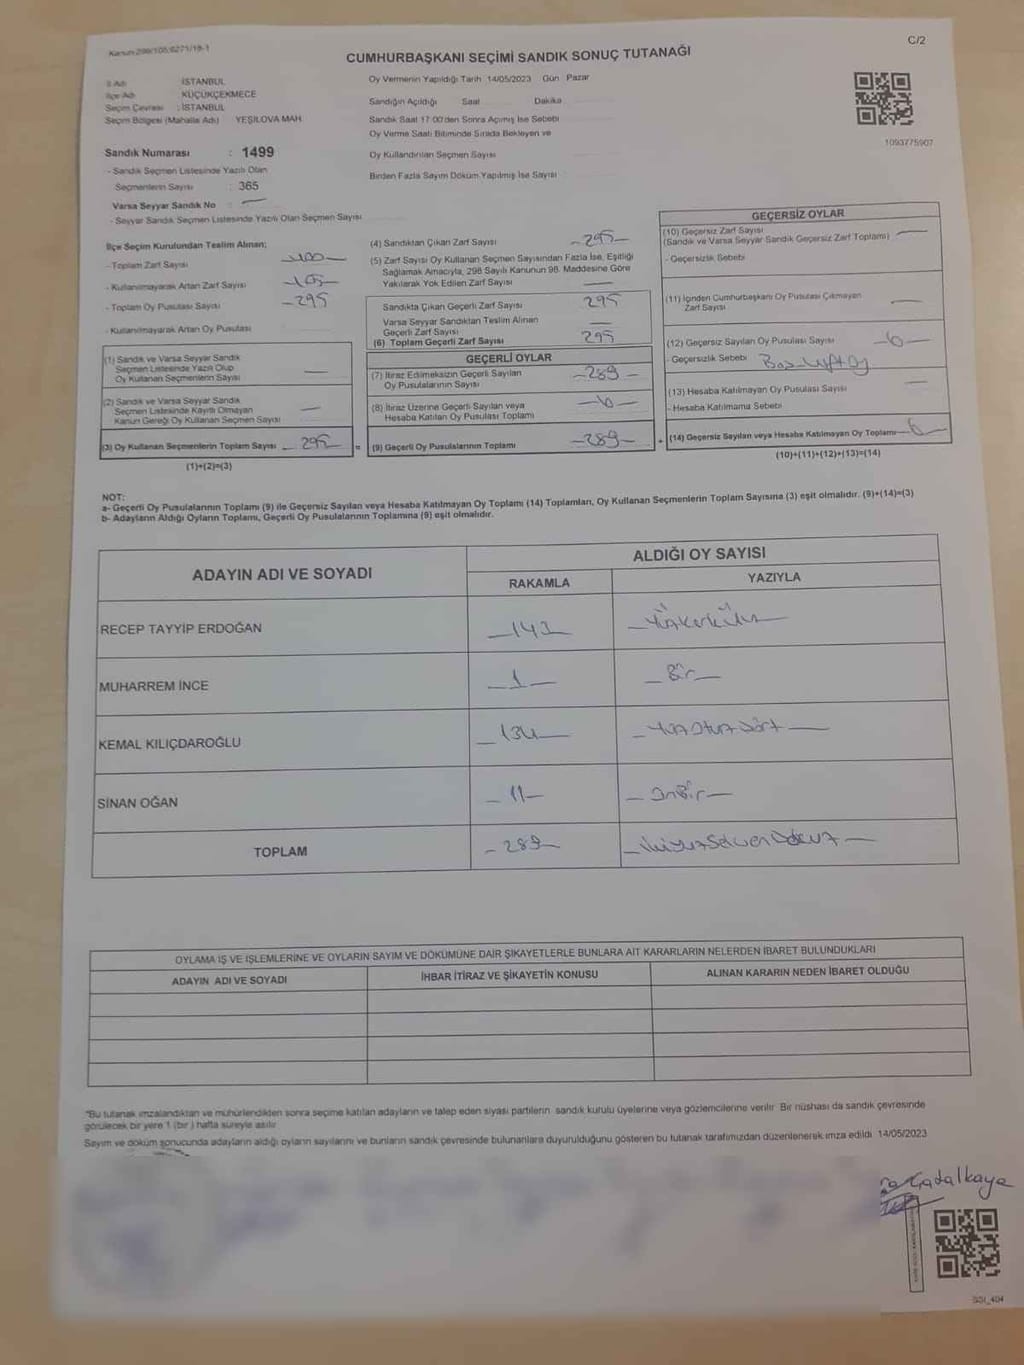 Kanun 298/105;6271/18-1
C/2
CUMHURBAŞKANI SEÇİMİ SANDIK SONUÇ TUTANAĞI
İl Adı : İSTANBUL
İlçe Adı : KÜÇÜKÇEKMECE
Seçim Çevresi : İSTANBUL
Seçim Bölgesi (Mahalle Adı) : YEŞİLOVA MAH.
Sandık Numarası : 1499
- Sandık Seçmen Listesinde Yazılı Olan
Seçmenlerin Sayısı : 365
Varsa Seyyar Sandık No :
- Seyyar Sandık Seçmen Listesinde Yazılı Olan Seçmen Sayısı
Oy Vermenin Yapıldığı Tarih 14/05/2023 Gün Pazar
Sandığın Açıldığı Saat Dakika
Sandık Saat 17:00'den Sonra Açılmış İse Sebebi
Oy Verme Saati Bitiminde Sırada Bekleyen ve
Oy Kullandırılan Seçmen Sayısı
Birden Fazla Sayım Döküm Yapılmış İse Sayısı
1093775907
İlçe Seçim Kurulundan Teslim Alınan;
- Toplam Zarf Sayısı 400
- Kullanılmayarak Artan Zarf Sayısı 105
- Toplam Oy Pusulası Sayısı 295
- Kullanılmayarak Artan Oy Pusulası
(1) Sandık ve Varsa Seyyar Sandık
Seçmen Listesinde Yazılı Olup
Oy Kullanan Seçmenlerin Sayısı
(2) Sandık ve Varsa Seyyar Sandık
Seçmen Listesinde Kayıtlı Olmayan
Kanun Gereği Oy Kullanan Seçmen Sayısı
(3) Oy Kullanan Seçmenlerin Toplam Sayısı 295 =
(1)+(2)=(3)
(4) Sandıktan Çıkan Zarf Sayısı 295
(5) Zarf Sayısı Oy Kullanan Seçmen Sayısından Fazla İse, Eşitliği
Sağlamak Amacıyla, 298 Sayılı Kanunun 98. Maddesine Göre
Yakılarak Yok Edilen Zarf Sayısı
Sandıkta Çıkan Geçerli Zarf Sayısı 295
Varsa Seyyar Sandıktan Teslim Alınan
Geçerli Zarf Sayısı
(6) Toplam Geçerli Zarf Sayısı 295
GEÇERLİ OYLAR
(7) İtiraz Edilmeksizin Geçerli Sayılan
Oy Pusulalarının Sayısı 289
(8) İtiraz Üzerine Geçerli Sayılan veya
Hesaba Katılan Oy Pusulası Toplamı
(9) Geçerli Oy Pusulalarının Toplamı 289 +
GEÇERSİZ OYLAR
(10) Geçersiz Zarf Sayısı
(Sandık ve Varsa Seyyar Sandık Geçersiz Zarf Toplamı)
- Geçersizlik Sebebi
(11) İçinden Cumhurbaşkanı Oy Pusulası Çıkmayan
Zarf Sayısı
(12) Geçersiz Sayılan Oy Pusulası Sayısı 6
- Geçersizlik Sebebi
(13) Hesaba Katılmayan Oy Pusulası Sayısı
- Hesaba Katılmama Sebebi
(14) Geçersiz Sayılan veya Hesaba Katılmayan Oy Toplamı 6
(10)+(11)+(12)+(13)=(14)
NOT:
a- Geçerli Oy Pusulalarının Toplamı (9) ile Geçersiz Sayılan veya Hesaba Katılmayan Oy Toplamı (14) Toplamları, Oy Kullanan Seçmenlerin Toplam Sayısına (3) eşit olmalıdır. (9)+(14)=(3)
b- Adayların Aldığı Oyların Toplamı, Geçerli Oy Pusulalarının Toplamına (9) eşit olmalıdır.
ADAYIN ADI VE SOYADI
ALDIĞI OY SAYISI
RAKAMLA YAZIYLA
RECEP TAYYİP ERDOĞAN 143 Yüzkırküç
MUHARREM İNCE 1 Bir
KEMAL KILIÇDAROĞLU 134 Yüz otuz dört
SİNAN OĞAN 11 Onbir
TOPLAM 289 ikiyüz Seksen Dokuz
OYLAMA İŞ VE İŞLEMLERİNE VE OYLARIN SAYIM VE DÖKÜMÜNE DAİR ŞİKAYETLERLE BUNLARA AİT KARARLARIN NELERDEN İBARET BULUNDUKLARI
ADAYIN ADI VE SOYADI İHBAR İTİRAZ VE ŞİKAYETİN KONUSU ALINAN KARARIN NEDEN İBARET OLDUĞU
"Bu tutanak imzalandıktan ve mühürlendikten sonra seçime katılan adayların ve talep eden siyasi partilerin sandık kurulu üyelerine veya gözlemcilerine verilir. Bir nüshası da sandık çevresinde
görülecek bir yere 1 (bir ) hafta süreyle asılır.
Sayım ve döküm sonucunda adayların aldığı oyların sayılarını ve bunların sandık çevresinde bulunanlara duyurulduğunu gösteren bu tutanak tarafımızdan düzenlenerek imza edildi. 14/05/2023
Çatalkaya